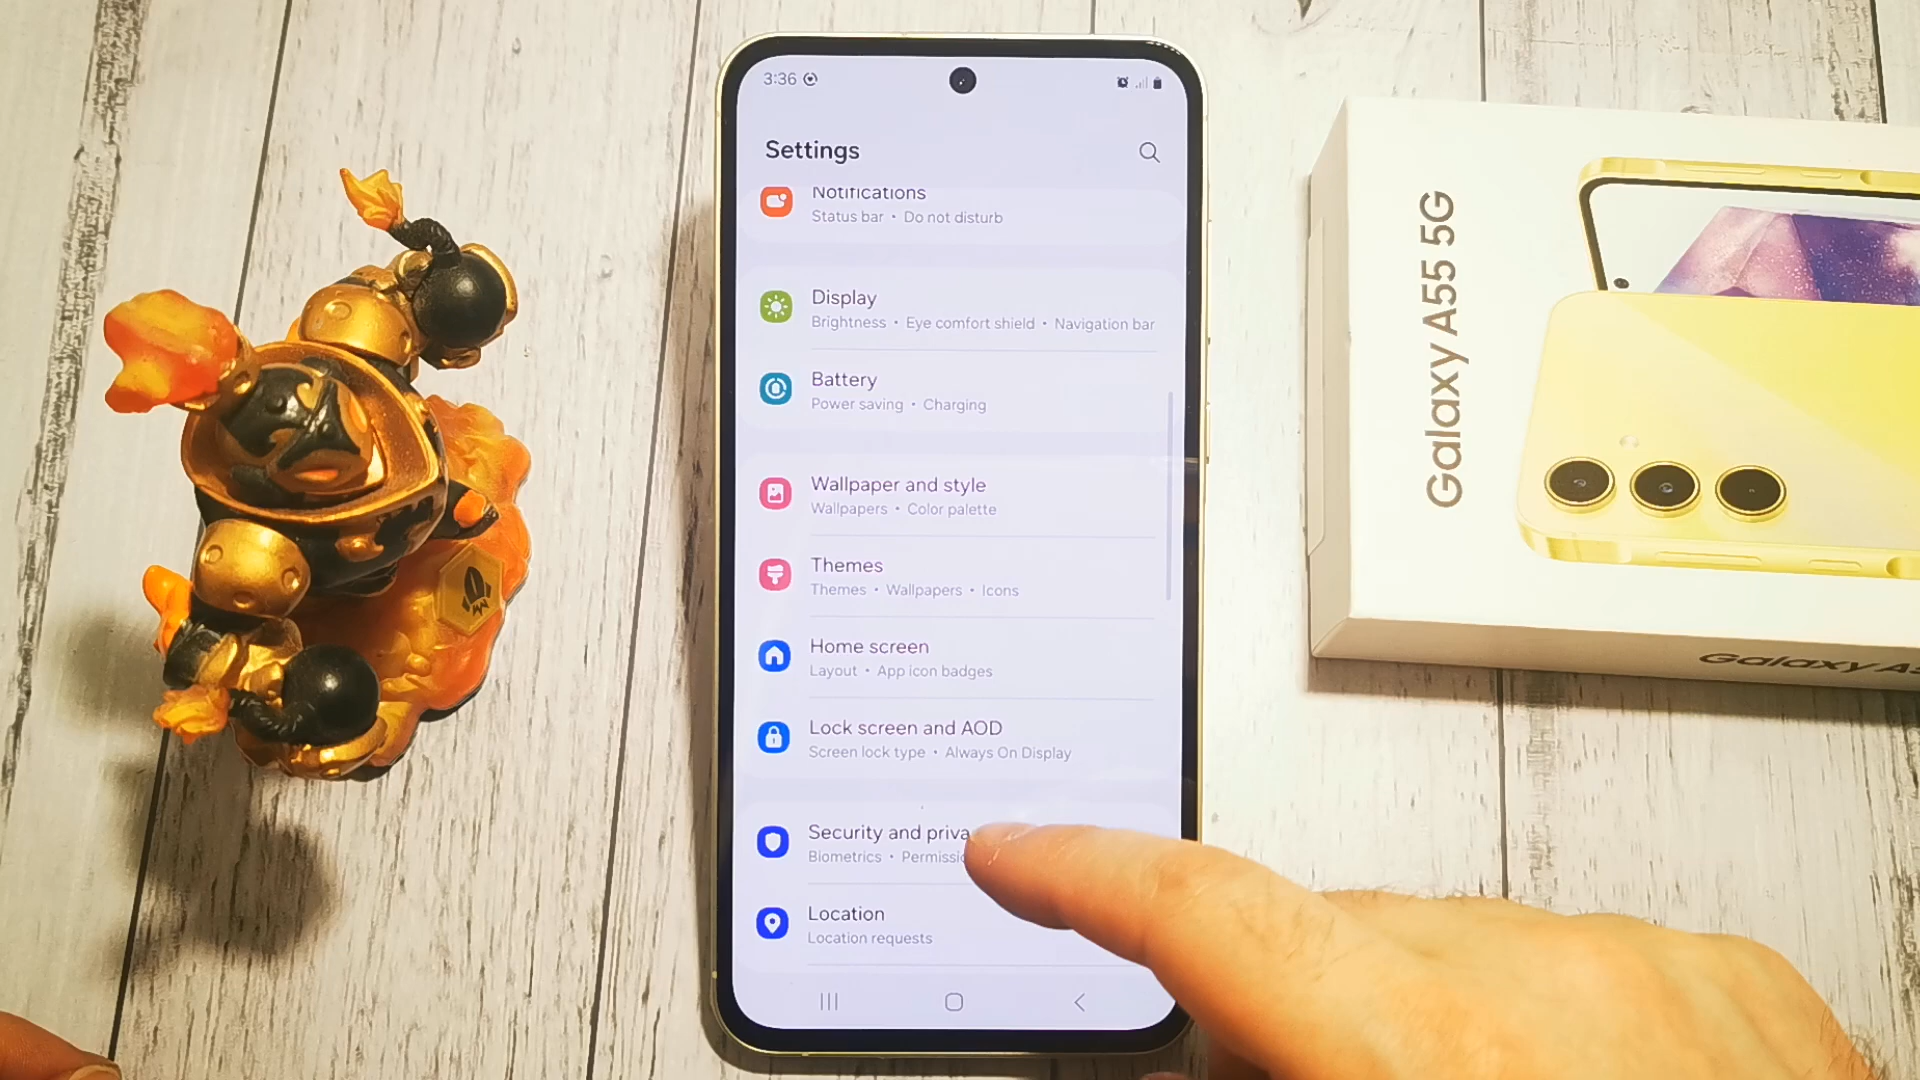 3:36
Settings
Notifications
Status bar • Do not disturb
Display
Brightness • Eye comfort shield • Navigation bar
Battery
Power saving • Charging
Wallpaper and style
Wallpapers • Color palette
Themes
Themes • Wallpapers • Icons
Home screen
Layout • App icon badges
Lock screen and AOD
Screen lock type • Always On Display
Security and priva
Biometrics • Permissi
Location
Location requests
Galaxy A55 5G
Galaxy A5